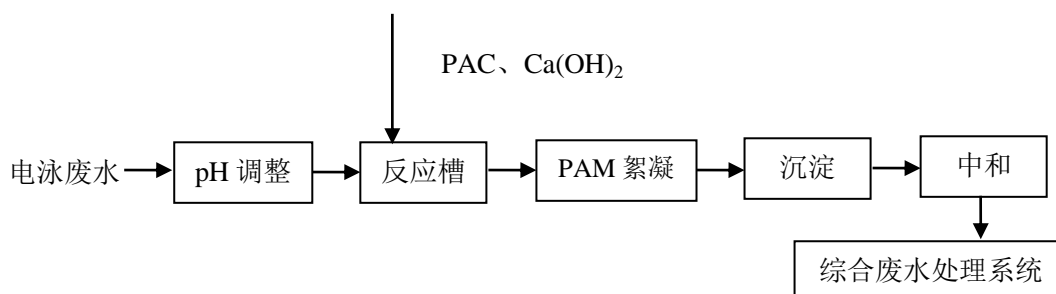 PAC、Ca(OH)₂
电泳废水
pH 调整
反应槽
PAM 絮凝
沉淀
中和
综合废水处理系统